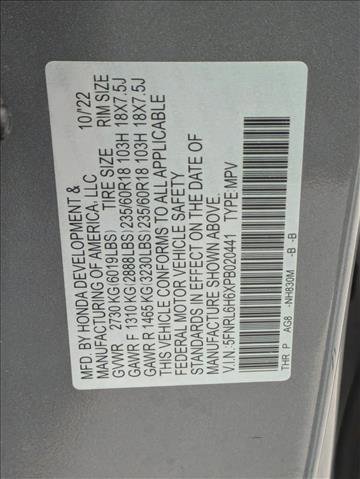 MFD. BY HONDA DEVELOPMENT & 10/'22
MANUFACTURING OF AMERICA, LLC
GVWR 2730 KG(6019LBS) TIRE SIZE RIM SIZE
GAWR F 1310 KG(2888LBS) 235/60R18 103H 18X7.5J
GAWR R 1465 KG(3230LBS) 235/60R18 103H 18X7.5J
THIS VEHICLE CONFORMS TO ALL APPLICABLE
FEDERAL MOTOR VEHICLE SAFETY
STANDARDS IN EFFECT ON THE DATE OF
MANUFACTURE SHOWN ABOVE.
V.I.N.:5FNRL6H6XPB020441 TYPE:MPV
THR P AG8 -NH830M -B -B